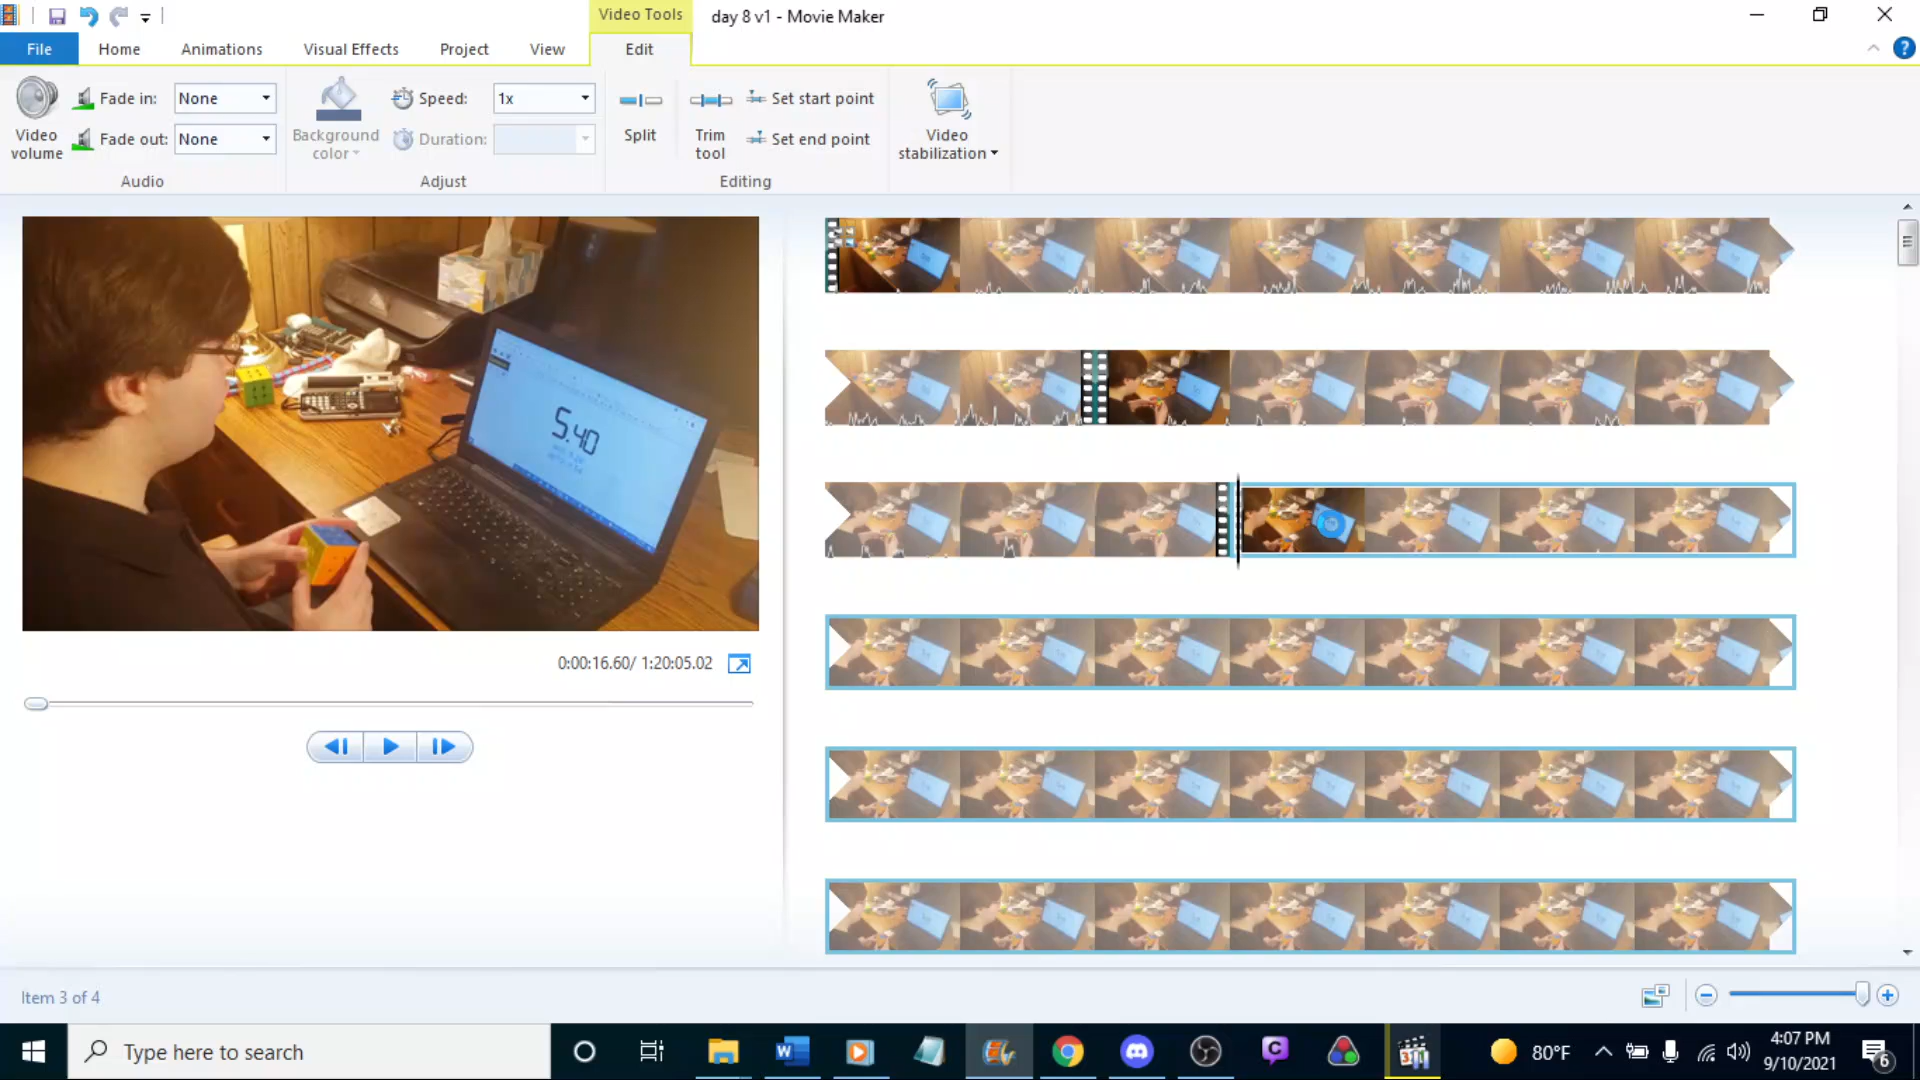 Video Tools
day 8 v1 - Movie Maker
File
Home
Animations
Visual Effects
Project
View
Edit
Video volume
Fade in:
None
Fade out:
None
Background color
Speed:
1x
Duration:
Split
Trim tool
Set start point
Set end point
Video stabilization
Audio
Adjust
Editing
5.40
0:00:16.60/ 1:20:05.02
Item 3 of 4
Type here to search
80°F
4:07 PM
9/10/2021
6